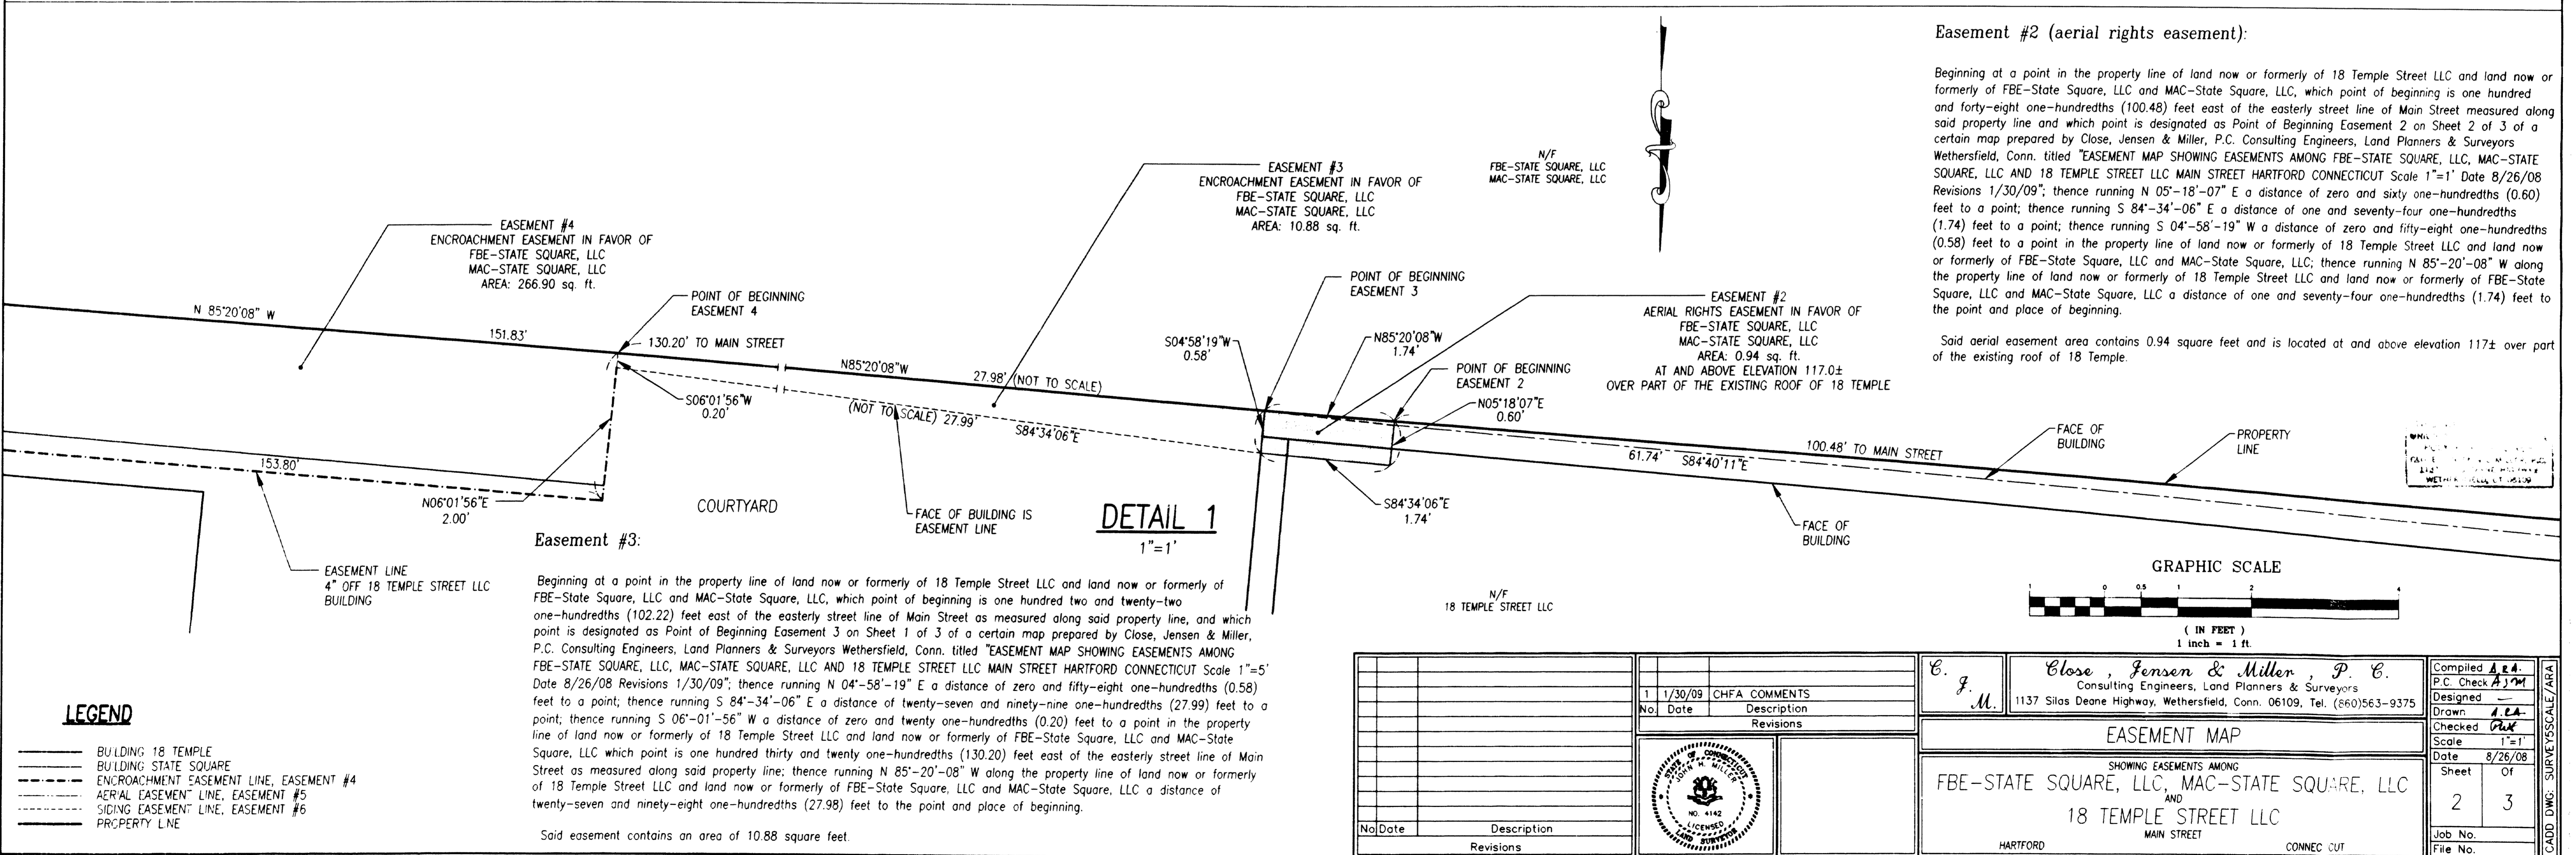 Easement #2 (aerial rights easement):
Beginning at a point in the property line of land now or formerly of 18 Temple Street LLC and land now or
formerly of FBE-State Square, LLC and MAC-State Square, LLC, which point of beginning is one hundred
and forty-eight one-hundredths (100.48) feet east of the easterly street line of Main Street measured along
said property line and which point is designated as Point of Beginning Easement 2 on Sheet 2 of 3 of a
certain map prepared by Close, Jensen & Miller, P.C. Consulting Engineers, Land Planners & Surveyors
Wethersfield, Conn. titled "EASEMENT MAP SHOWING EASEMENTS AMONG FBE-STATE SQUARE, LLC, MAC-STATE
SQUARE, LLC AND 18 TEMPLE STREET LLC MAIN STREET HARTFORD CONNECTICUT Scale 1"=1' Date 8/26/08
Revisions 1/30/09"; thence running N 05°-18'-07" E a distance of zero and sixty one-hundredths (0.60)
feet to a point; thence running S 84°-34'-06" E a distance of one and seventy-four one-hundredths
(1.74) feet to a point; thence running S 04°-58'-19" W a distance of zero and fifty-eight one-hundredths
(0.58) feet to a point in the property line of land now or formerly of 18 Temple Street LLC and land now
or formerly of FBE-State Square, LLC and MAC-State Square, LLC; thence running N 85°-20'-08" W along
the property line of land now or formerly of 18 Temple Street LLC and land now or formerly of FBE-State
Square, LLC and MAC-State Square, LLC a distance of one and seventy-four one-hundredths (1.74) feet to
the point and place of beginning.
Said aerial easement area contains 0.94 square feet and is located at and above elevation 117± over part
of the existing roof of 18 Temple.
N/F
FBE-STATE SQUARE, LLC
MAC-STATE SQUARE, LLC
EASEMENT #3
ENCROACHMENT EASEMENT IN FAVOR OF
FBE-STATE SQUARE, LLC
MAC-STATE SQUARE, LLC
AREA: 10.88 sq. ft.
EASEMENT #4
ENCROACHMENT EASEMENT IN FAVOR OF
FBE-STATE SQUARE, LLC
MAC-STATE SQUARE, LLC
AREA: 266.90 sq. ft.
POINT OF BEGINNING
EASEMENT 4
POINT OF BEGINNING
EASEMENT 3
EASEMENT #2
AERIAL RIGHTS EASEMENT IN FAVOR OF
FBE-STATE SQUARE, LLC
MAC-STATE SQUARE, LLC
AREA: 0.94 sq. ft.
AT AND ABOVE ELEVATION 117.0±
OVER PART OF THE EXISTING ROOF OF 18 TEMPLE
N 85°20'08" W
151.83'
130.20' TO MAIN STREET
N85°20'08"W
27.98' (NOT TO SCALE)
S04°58'19"W
0.58'
N85°20'08"W
1.74'
POINT OF BEGINNING
EASEMENT 2
N05°18'07"E
0.60'
S06°01'56"W
0.20'
(NOT TO SCALE) 27.99'
S84°34'06"E
61.74'
S84°40'11"E
100.48' TO MAIN STREET
FACE OF
BUILDING
PROPERTY
LINE
WETHERSFIELD, CT 06109
153.80'
N06°01'56"E
2.00'
COURTYARD
FACE OF BUILDING IS
EASEMENT LINE
DETAIL 1
1"=1'
S84°34'06"E
1.74'
FACE OF
BUILDING
EASEMENT LINE
4" OFF 18 TEMPLE STREET LLC
BUILDING
Easement #3:
Beginning at a point in the property line of land now or formerly of 18 Temple Street LLC and land now or formerly of
FBE-State Square, LLC and MAC-State Square, LLC, which point of beginning is one hundred two and twenty-two
one-hundredths (102.22) feet east of the easterly street line of Main Street as measured along said property line, and which
point is designated as Point of Beginning Easement 3 on Sheet 1 of 3 of a certain map prepared by Close, Jensen & Miller,
P.C. Consulting Engineers, Land Planners & Surveyors Wethersfield, Conn. titled "EASEMENT MAP SHOWING EASEMENTS AMONG
FBE-STATE SQUARE, LLC, MAC-STATE SQUARE, LLC AND 18 TEMPLE STREET LLC MAIN STREET HARTFORD CONNECTICUT Scale 1"=5'
Date 8/26/08 Revisions 1/30/09"; thence running N 04°-58'-19" E a distance of zero and fifty-eight one-hundredths (0.58)
feet to a point; thence running S 84°-34'-06" E a distance of twenty-seven and ninety-nine one-hundredths (27.99) feet to a
point; thence running S 06°-01'-56" W a distance of zero and twenty one-hundredths (0.20) feet to a point in the property
line of land now or formerly of 18 Temple Street LLC and land now or formerly of FBE-State Square, LLC and MAC-State
Square, LLC which point is one hundred thirty and twenty one-hundredths (130.20) feet east of the easterly street line of Main
Street as measured along said property line; thence running N 85°-20'-08" W along the property line of land now or formerly
of 18 Temple Street LLC and land now or formerly of FBE-State Square, LLC and MAC-State Square, LLC a distance of
twenty-seven and ninety-eight one-hundredths (27.98) feet to the point and place of beginning.
Said easement contains an area of 10.88 square feet.
N/F
18 TEMPLE STREET LLC
GRAPHIC SCALE
1 0 0.5 1 2 4
( IN FEET )
1 inch = 1 ft.
LEGEND
BUILDING 18 TEMPLE
BUILDING STATE SQUARE
ENCROACHMENT EASEMENT LINE, EASEMENT #4
AERIAL EASEMENT LINE, EASEMENT #5
SIDING EASEMENT LINE, EASEMENT #6
PROPERTY LINE
No Date Description
Revisions
1 1/30/09 CHFA COMMENTS
No. Date Description
Revisions
STATE OF CONNECTICUT
JOHN H. MILLER
NO. 4142
LICENSED
LAND SURVEYOR
C. J. M.
Close, Jensen & Miller, P. C.
Consulting Engineers, Land Planners & Surveyors
1137 Silas Deane Highway, Wethersfield, Conn. 06109, Tel. (860)563-9375
EASEMENT MAP
SHOWING EASEMENTS AMONG
FBE-STATE SQUARE, LLC, MAC-STATE SQUARE, LLC
AND
18 TEMPLE STREET LLC
MAIN STREET
HARTFORD CONNEC CUT
Compiled A.R.A.
P.C. Check AJM
Designed —
Drawn A.R.A.
Checked
Scale 1"=1'
Date 8/26/08
Sheet Of
2 3
Job No.
File No.
CADD DWG: SURVEY5SCALE/ARA